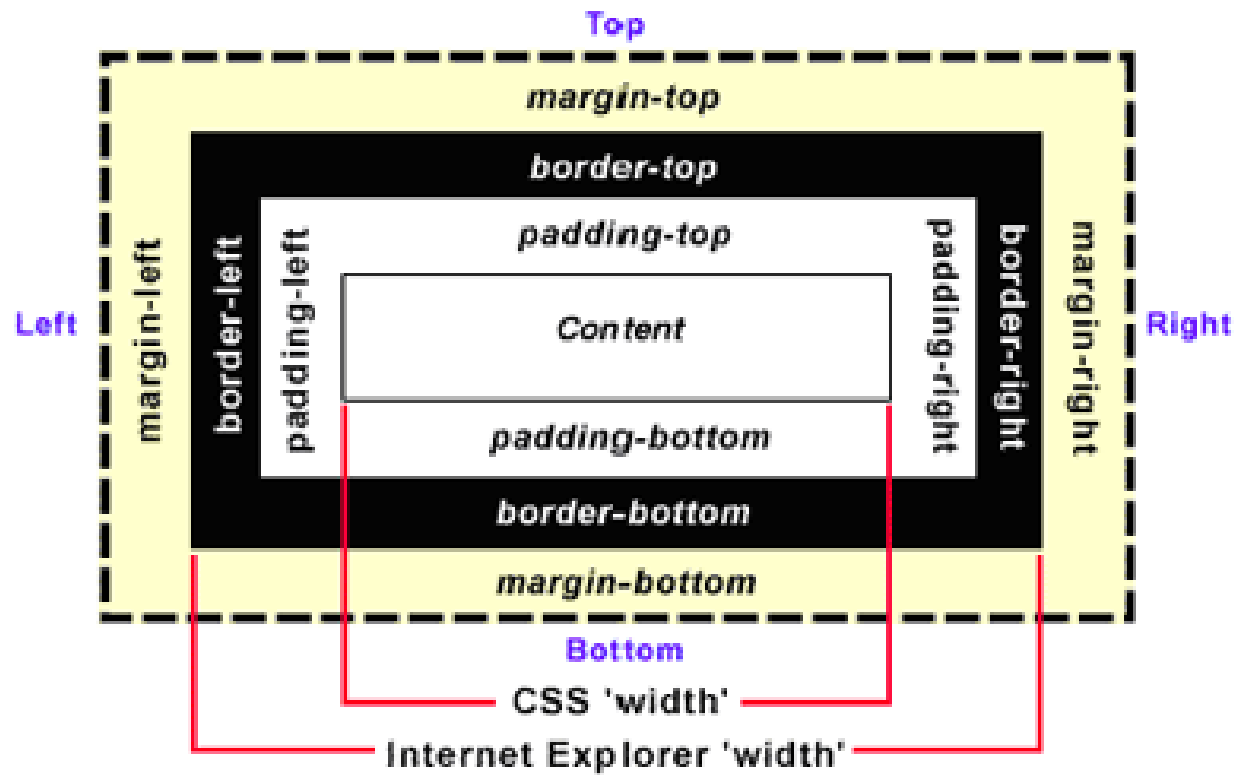 Top
margin-top
border-top
padding-top
Left
margin-left
border-left
padding-left
Content
padding-right
border-right
margin-right
Right
padding-bottom
border-bottom
margin-bottom
Bottom
CSS 'width'
Internet Explorer 'width'